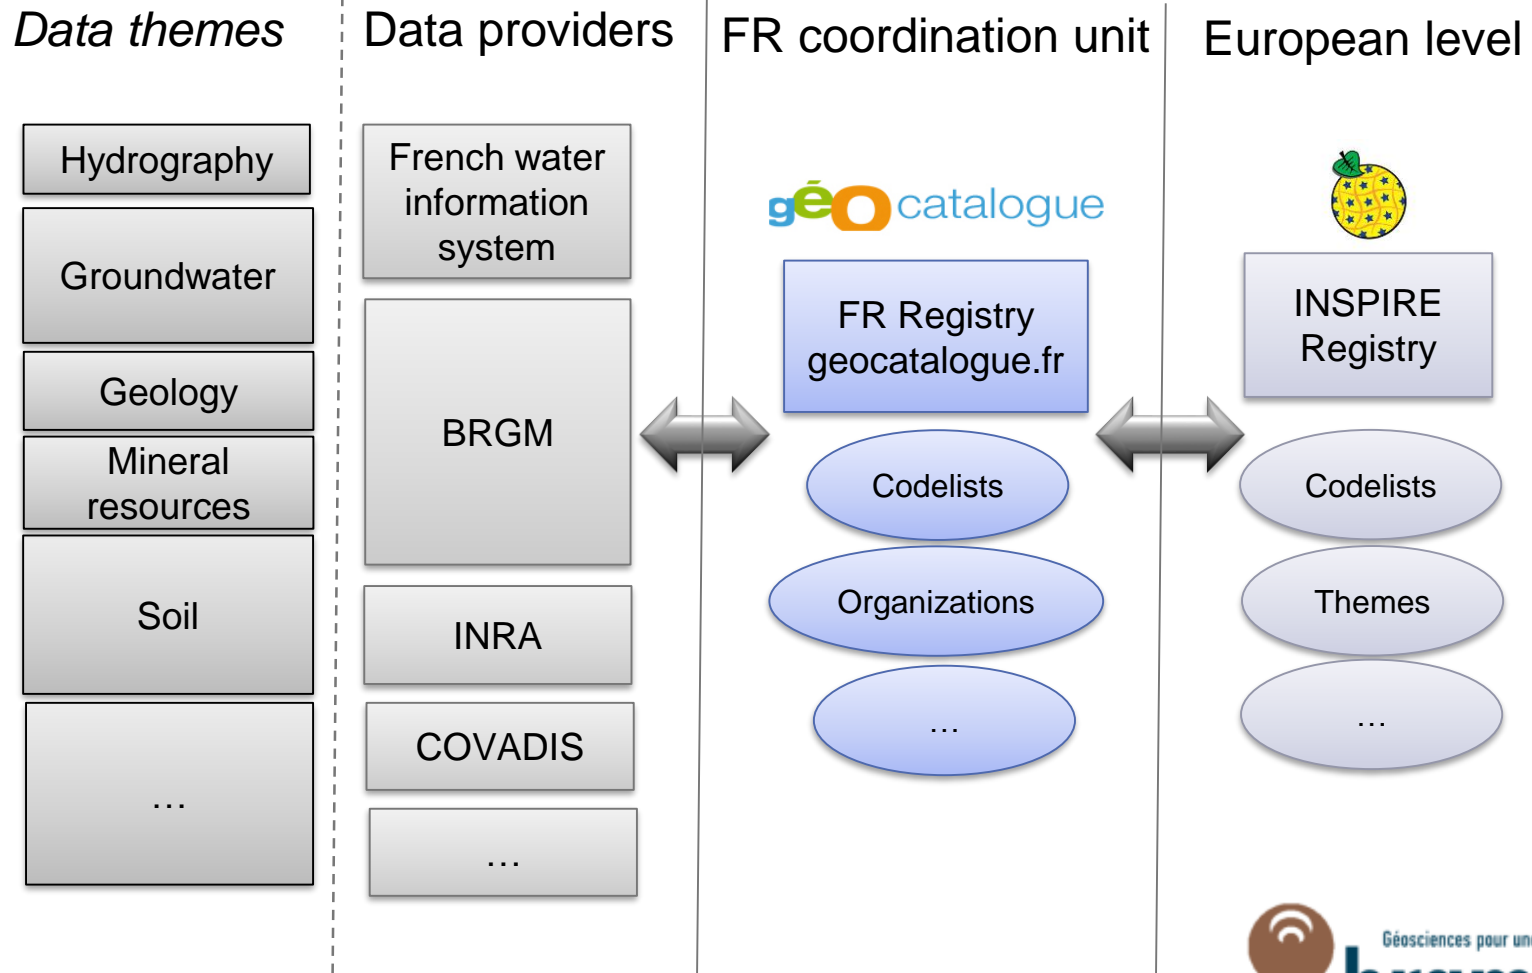 Data themes
Data providers
FR coordination unit
European level
Hydrography
Groundwater
Geology
Mineral
resources
Soil
…
French water
information
system
BRGM
INRA
COVADIS
…
géo catalogue
FR Registry
geocatalogue.fr
Codelists
Organizations
…
INSPIRE
Registry
Codelists
Themes
…
Géosciences pour une